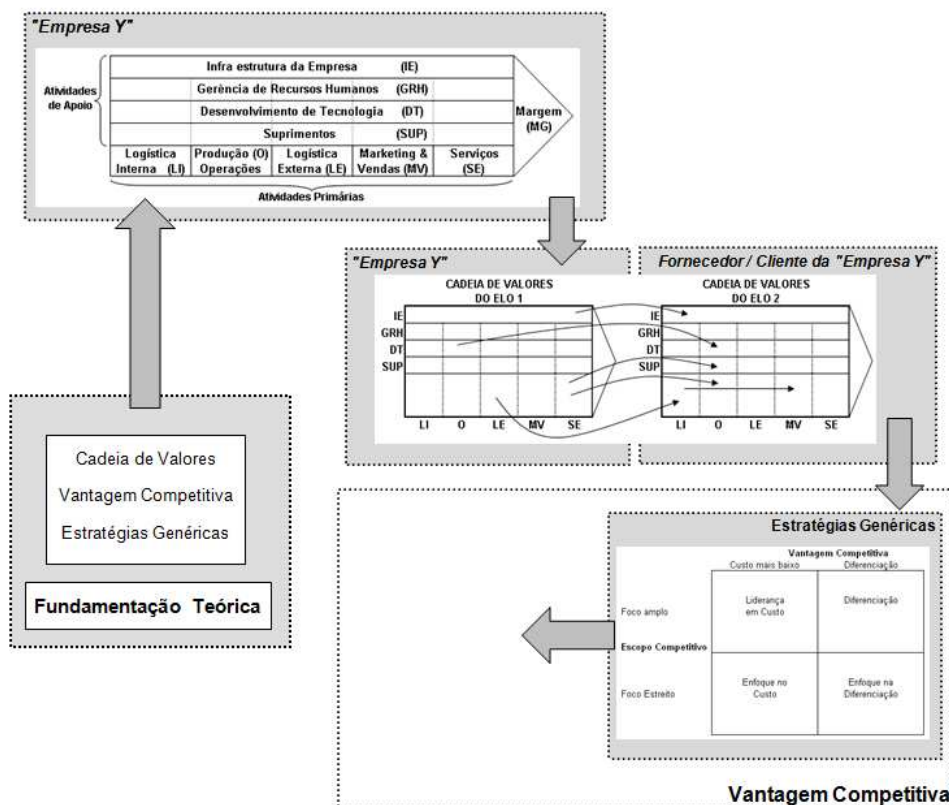 "Empresa Y"
Infra estrutura da Empresa (IE)
Gerência de Recursos Humanos (GRH)
Desenvolvimento de Tecnologia (DT)
Suprimentos (SUP)
Atividades
de Apoio
Margem
(MG)
Logística
Interna (LI)
Produção (O)
Operações
Logística
Externa (LE)
Marketing &
Vendas (MV)
Serviços
(SE)
Atividades Primárias
"Empresa Y"
CADEIA DE VALORES
DO ELO 1
IE
GRH
DT
SUP
LI O LE MV SE
Fornecedor / Cliente da "Empresa Y"
CADEIA DE VALORES
DO ELO 2
IE
GRH
DT
SUP
LI O LE MV SE
Cadeia de Valores
Vantagem Competitiva
Estratégias Genéricas
Fundamentação Teórica
Estratégias Genéricas
Vantagem Competitiva
Custo mais baixo Diferenciação
Foco amplo
Liderança
em Custo
Diferenciação
Escopo Competitivo
Foco Estreito
Enfoque no
Custo
Enfoque na
Diferenciação
Vantagem Competitiva